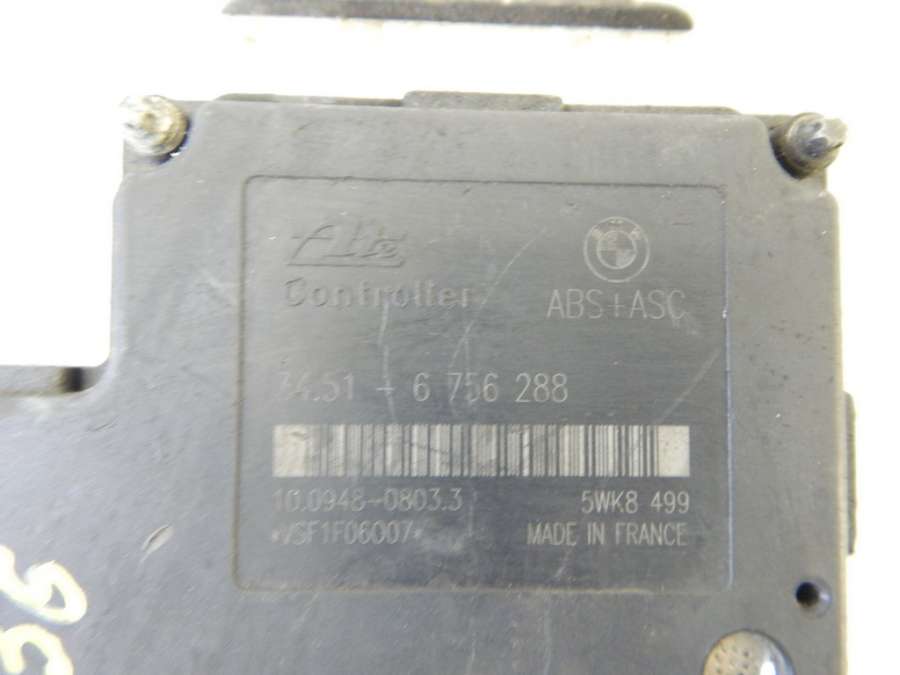 Ate
Controller
BMW
ABS+ASC
34.51 - 6 756 288
10.0948-0803.3
5WK8 499
*VSF1F06007*
MADE IN FRANCE